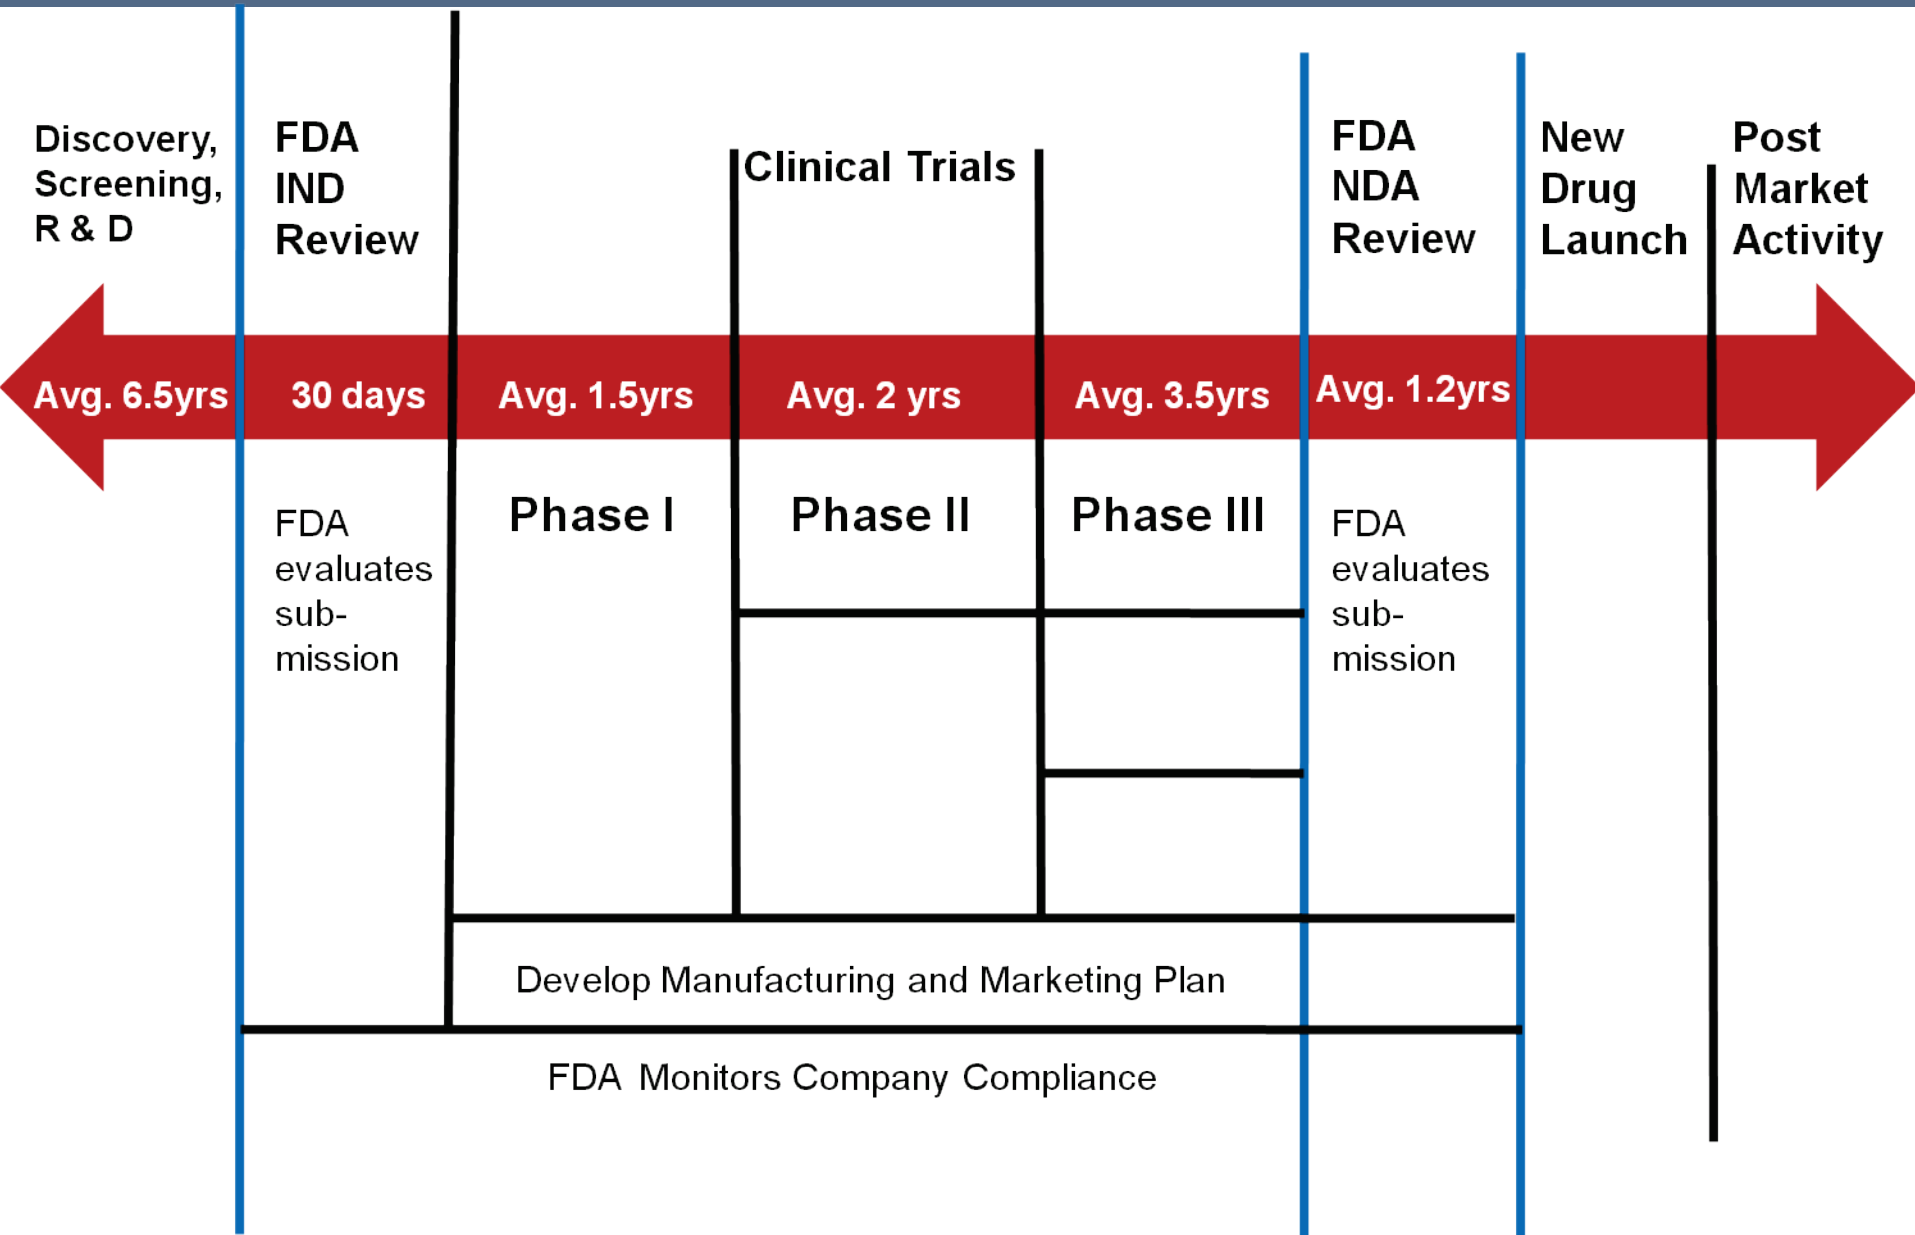 Discovery,
Screening,
R & D
FDA
IND
Review
Clinical Trials
FDA
NDA
Review
New
Drug
Launch
Post
Market
Activity
Avg. 6.5yrs
30 days
Avg. 1.5yrs
Avg. 2 yrs
Avg. 3.5yrs
Avg. 1.2yrs
FDA
evaluates
sub-
mission
Phase I
Phase II
Phase III
FDA
evaluates
sub-
mission
Develop Manufacturing and Marketing Plan
FDA Monitors Company Compliance